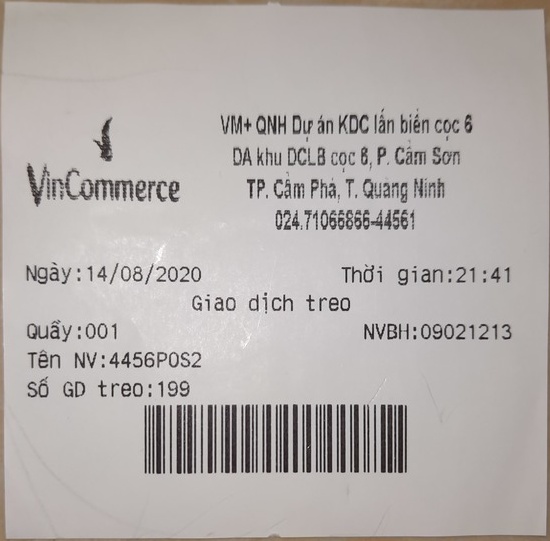 VinCommerce
VM+ QNH Dự án KDC lấn biển cọc 6
DA khu DCLB cọc 6, P. Cẩm Sơn
TP. Cẩm Phả, T. Quảng Ninh
024.71066866-44561
Ngày:14/08/2020 Thời gian:21:41
Giao dịch treo
Quầy:001 NVBH:09021213
Tên NV:4456POS2
Số GD treo:199